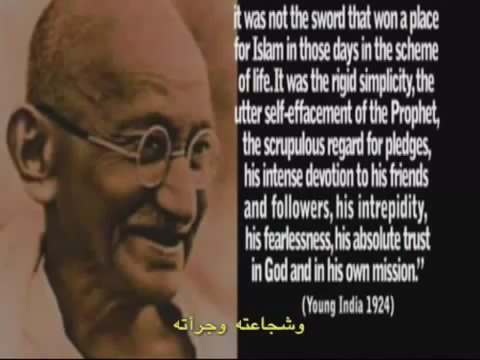 it was not the sword that won a place
for Islam in those days in the scheme
of life. It was the rigid simplicity, the
utter self-effacement of the Prophet,
the scrupulous regard for pledges,
his intense devotion to his friends
and followers, his intrepidity,
his fearlessness, his absolute trust
in God and in his own mission.”
(Young India 1924)
وشجاعته وجرأته